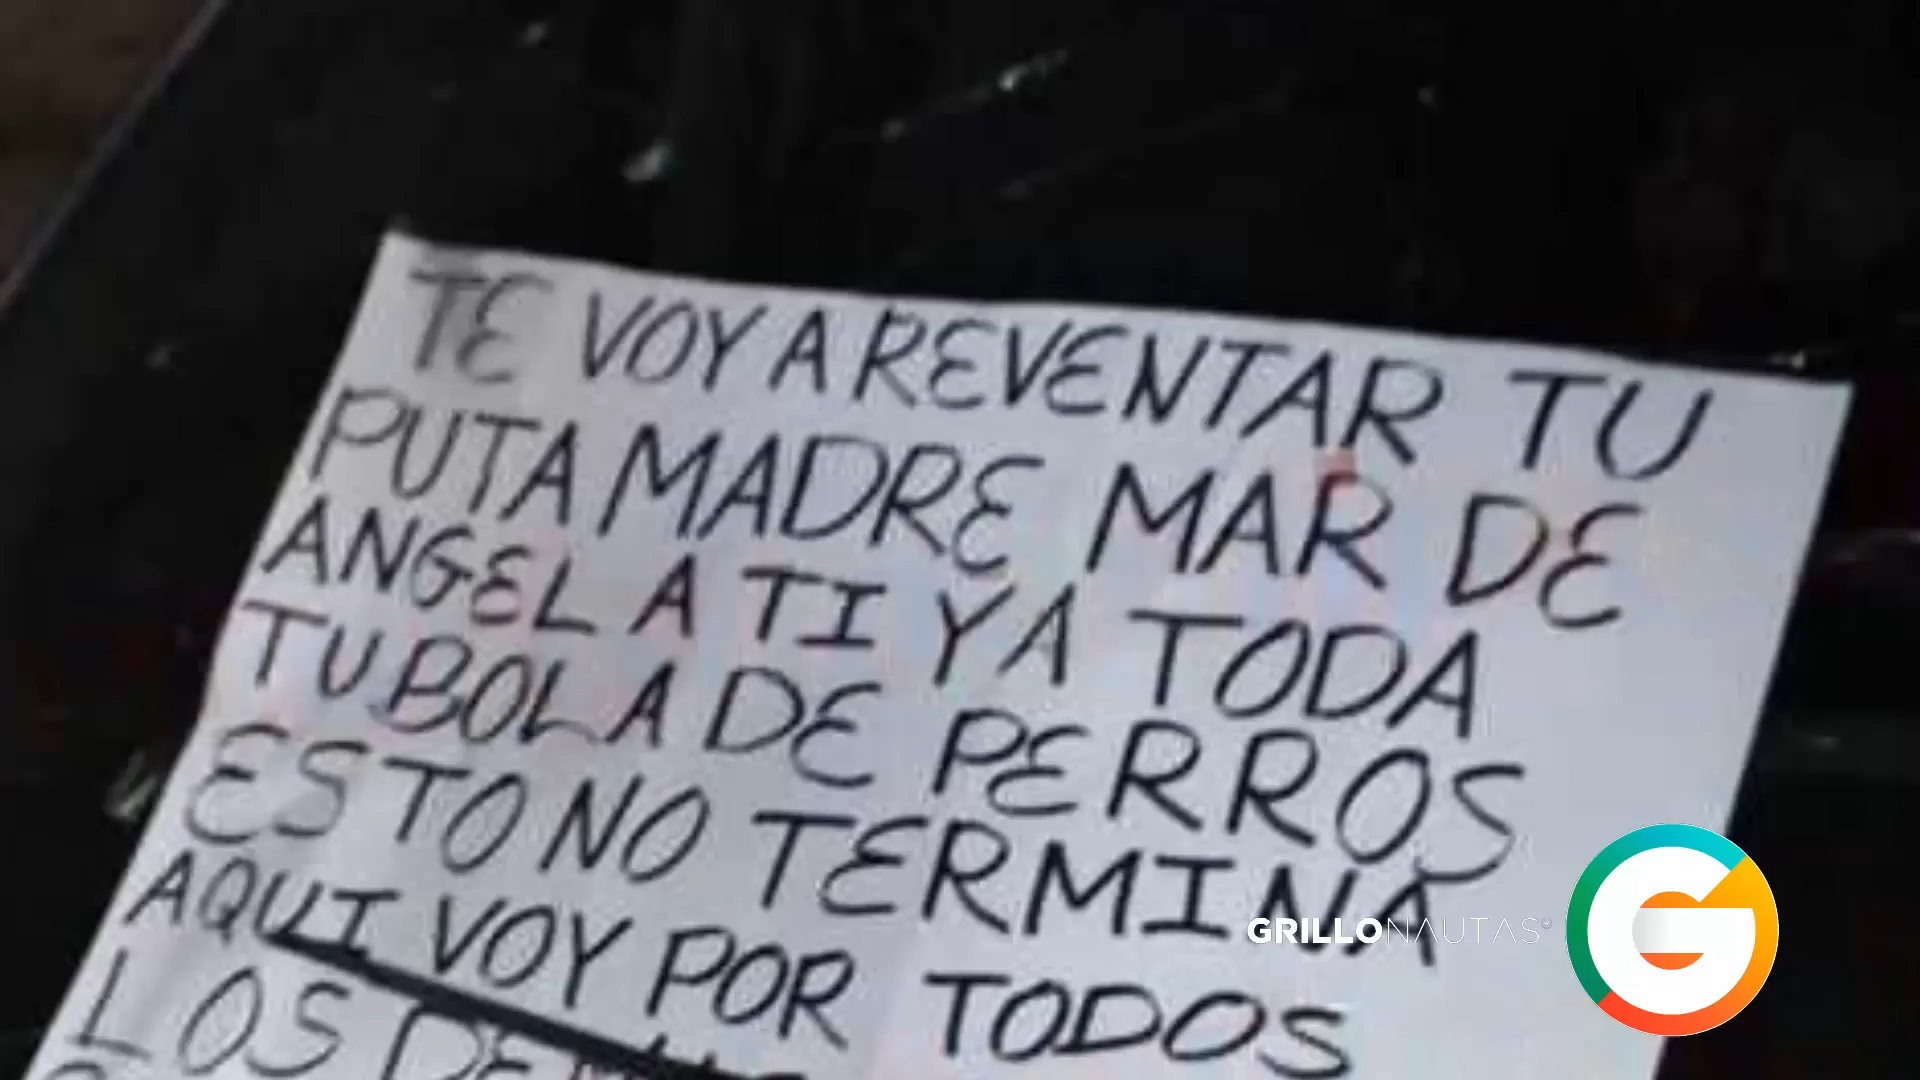 TE VOY A REVENTAR TU
PUTA MADRE MAR DE
ANGEL A TI Y A TODA
TU BOLA DE PERROS
ESTO NO TERMINA
AQUI VOY POR TODOS
LOS
GRILLONAUTAS